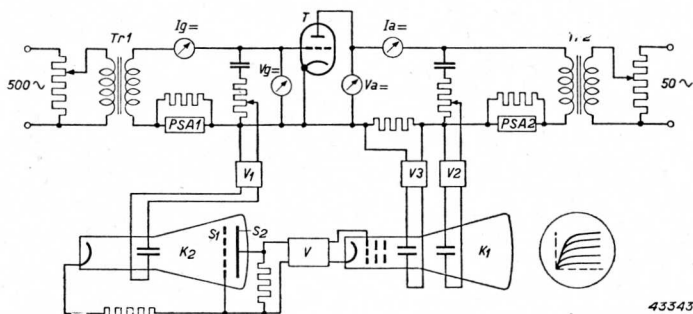 Tr1
Ig=
T
Ia=
Tr2
500~
Vg=
Va=
50~
PSA1
PSA2
V1
V3
V2
K2
S1
S2
V
K1
43343